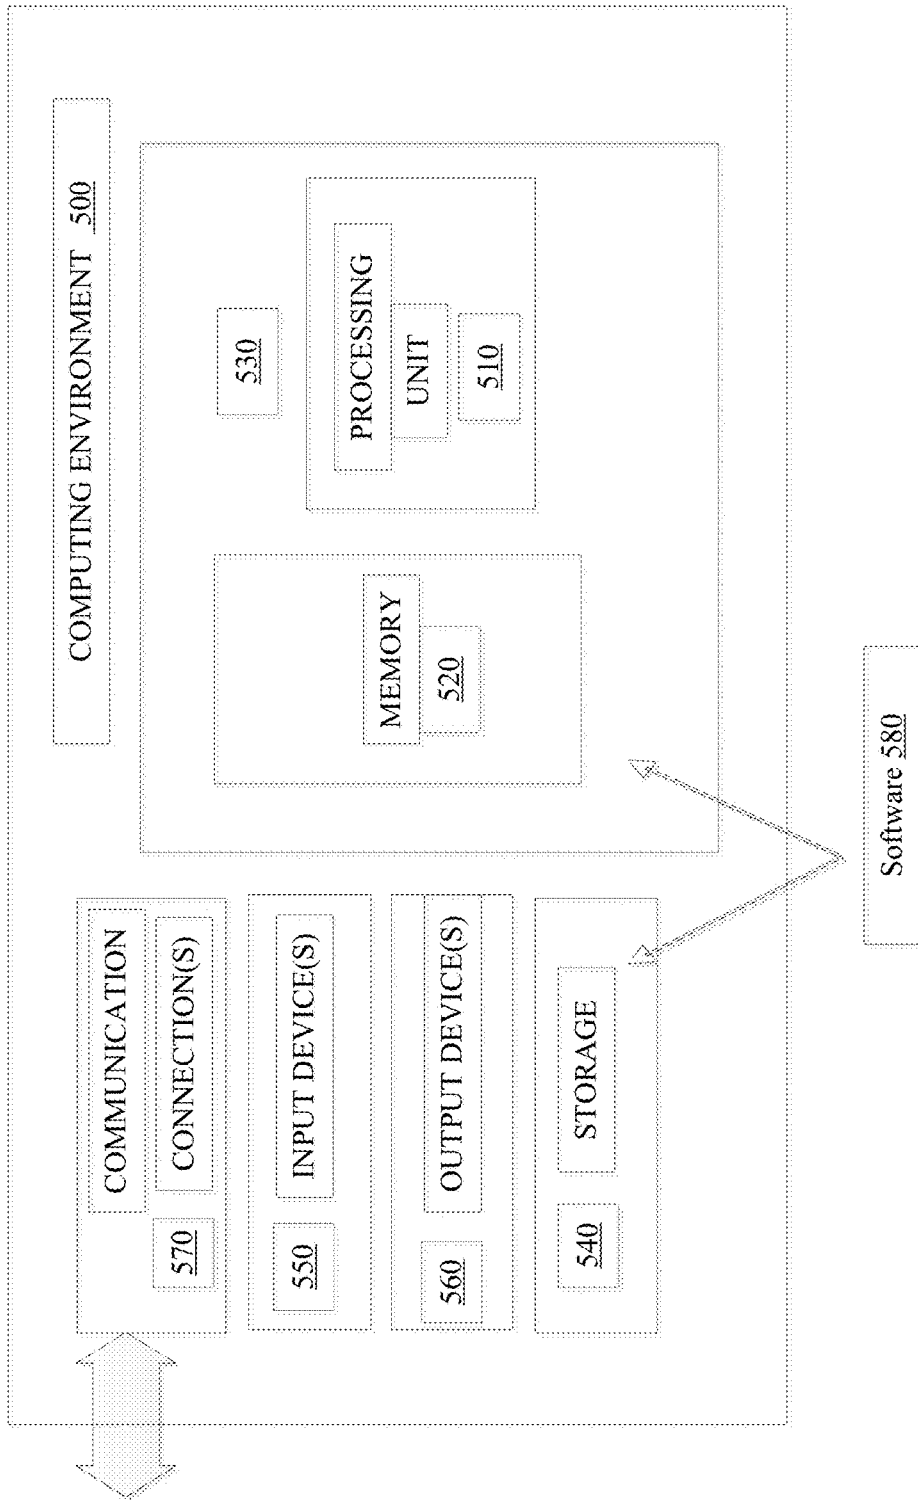 COMPUTING ENVIRONMENT 500
COMMUNICATION
CONNECTION(S)
570
INPUT DEVICE(S)
550
OUTPUT DEVICE(S)
560
STORAGE
540
530
MEMORY
520
PROCESSING
UNIT
510
Software 580